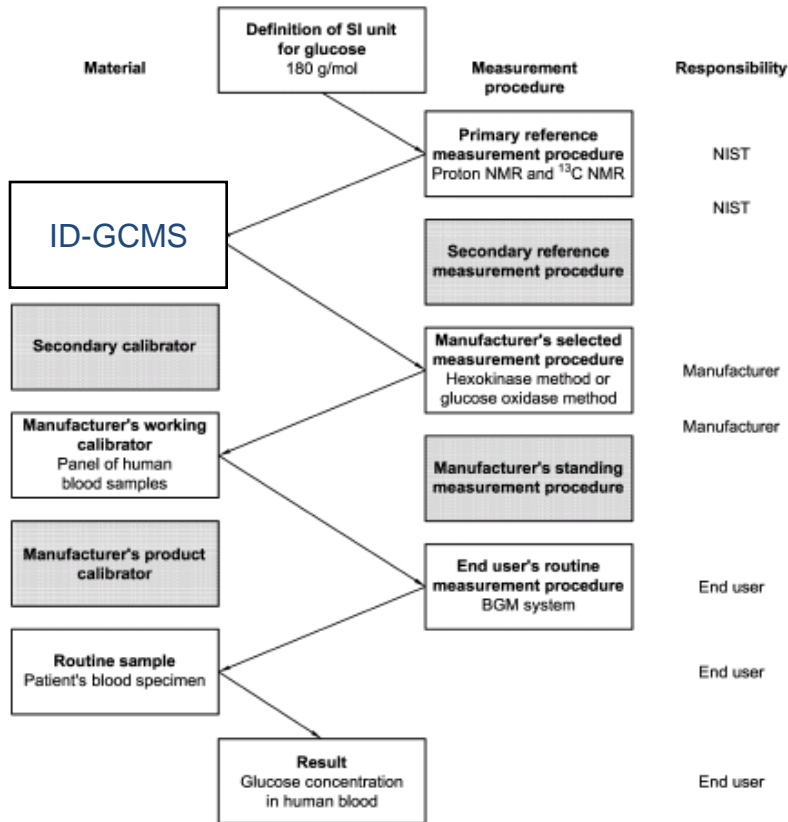 Definition of SI unit
for glucose
180 g/mol
Material
Measurement
procedure
Responsibility
Primary reference
measurement procedure
Proton NMR and ¹³C NMR
NIST
NIST
ID-GCMS
Secondary reference
measurement procedure
Secondary calibrator
Manufacturer's selected
measurement procedure
Hexokinase method or
glucose oxidase method
Manufacturer
Manufacturer's working
calibrator
Panel of human
blood samples
Manufacturer
Manufacturer's standing
measurement procedure
Manufacturer's product
calibrator
End user's routine
measurement procedure
BGM system
End user
Routine sample
Patient's blood specimen
End user
Result
Glucose concentration
in human blood
End user